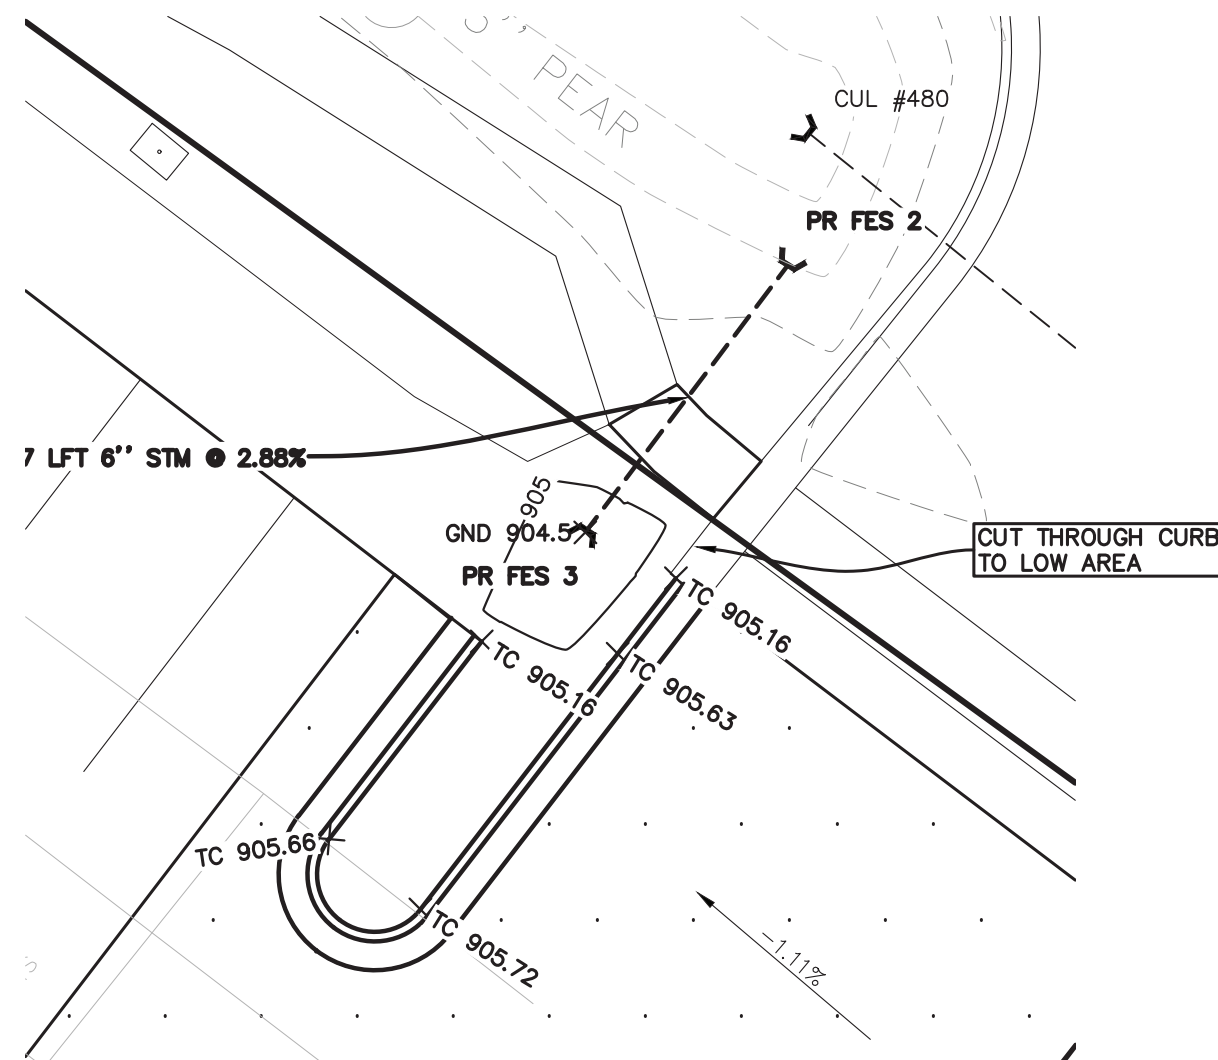 5'' PEAR
CUL #480
PR FES 2
7 LFT 6'' STM @ 2.88%
905
GND 904.5
PR FES 3
CUT THROUGH CURB
TO LOW AREA
TC 905.16
TC 905.16
TC 905.63
TC 905.66
TC 905.72
-1.11%